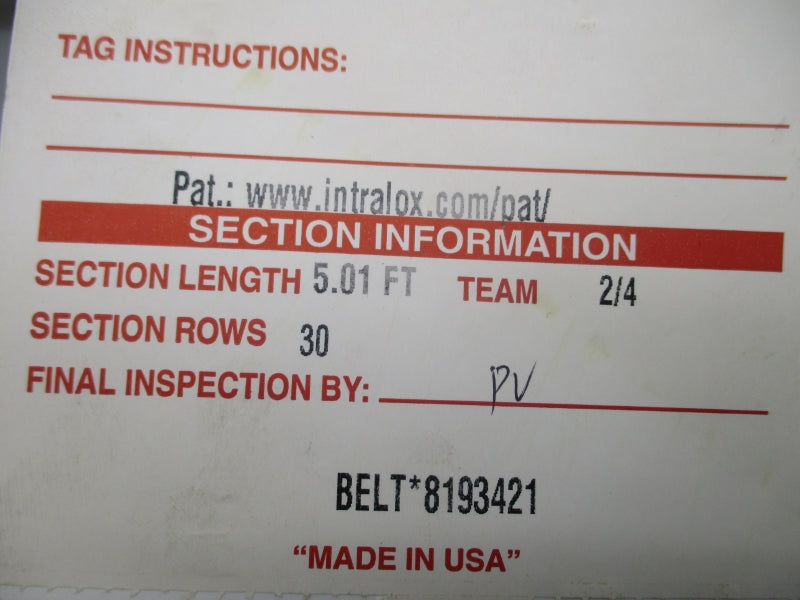 TAG INSTRUCTIONS:
Pat.: www.intralox.com/pat/
SECTION INFORMATION
SECTION LENGTH 5.01 FT TEAM 2/4
SECTION ROWS 30
FINAL INSPECTION BY: PV
BELT*8193421
“MADE IN USA”